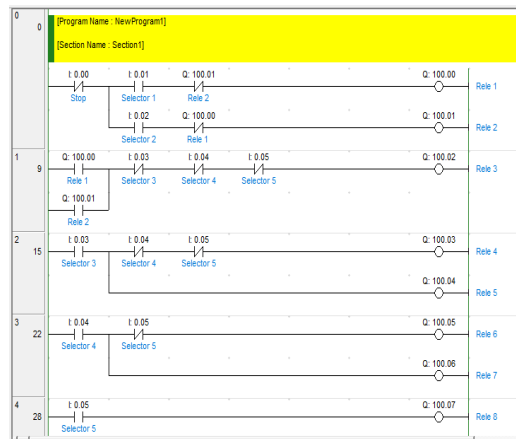 0
0
[Program Name : NewProgram1]
[Section Name : Section1]
I: 0.00 I: 0.01 Q: 100.01 Q: 100.00
Stop Selector 1 Rele 2 Rele 1
I: 0.02 Q: 100.00 Q: 100.01
Selector 2 Rele 1 Rele 2
1
9
Q: 100.00 I: 0.03 I: 0.04 I: 0.05 Q: 100.02
Rele 1 Selector 3 Selector 4 Selector 5 Rele 3
Q: 100.01
Rele 2
2
15
I: 0.03 I: 0.04 I: 0.05 Q: 100.03
Selector 3 Selector 4 Selector 5 Rele 4
Q: 100.04
Rele 5
3
22
I: 0.04 I: 0.05 Q: 100.05
Selector 4 Selector 5 Rele 6
Q: 100.06
Rele 7
4
28
I: 0.05 Q: 100.07
Selector 5 Rele 8